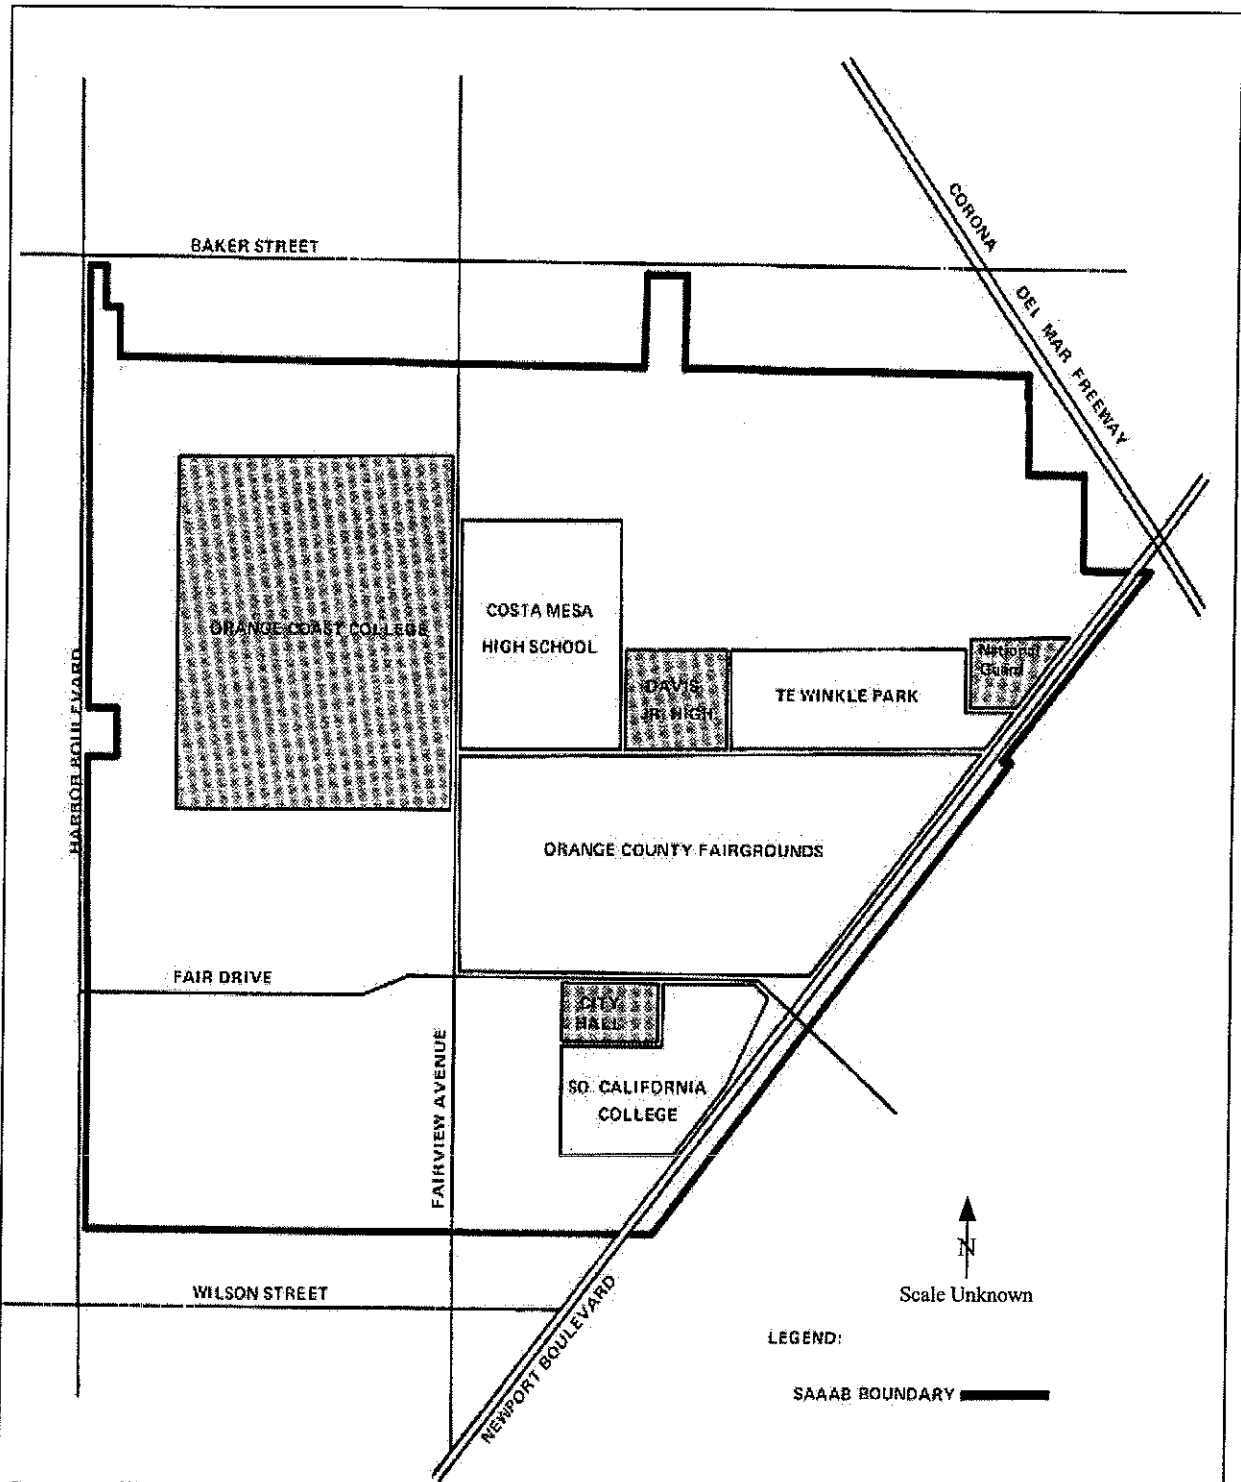 CORONA
DEL MAR FREEWAY
BAKER STREET
COSTA MESA
HIGH SCHOOL
ORANGE COAST COLLEGE
National
Guard
DAVIS
JR. HIGH
TE WINKLE PARK
HARBOR BOULEVARD
ORANGE COUNTY FAIRGROUNDS
FAIR DRIVE
CITY
HALL
SO. CALIFORNIA
COLLEGE
FAIRVIEW AVENUE
N
Scale Unknown
WILSON STREET
NEWPORT BOULEVARD
LEGEND:
SAAAB BOUNDARY